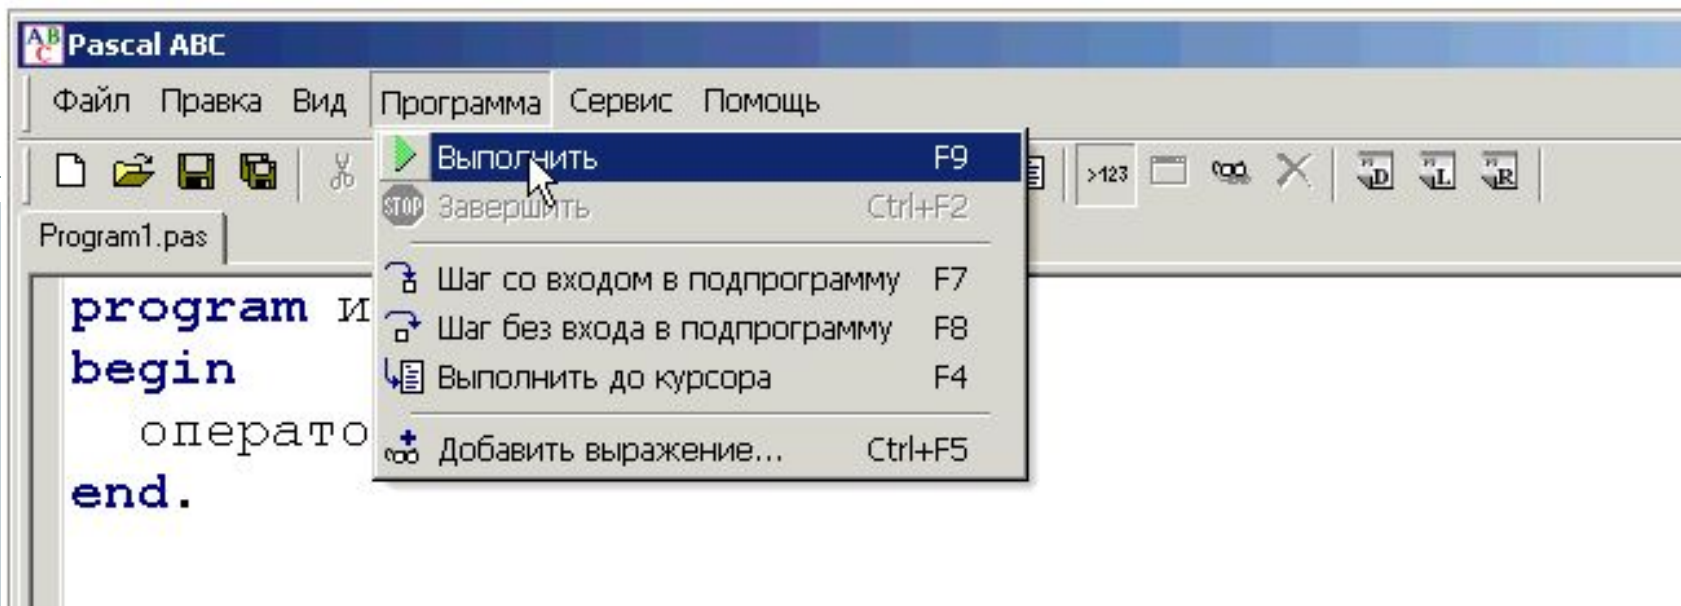 Pascal ABC
Файл Правка Вид Программа Сервис Помощь
Выполнить F9
>123 D L R
STOP Завершить Ctrl+F2
Program1.pas
Шаг со входом в подпрограмму F7
program
Шаг без входа в подпрограмму F8
begin
Выполнить до курсора F4
операто
Добавить выражение... Ctrl+F5
end.